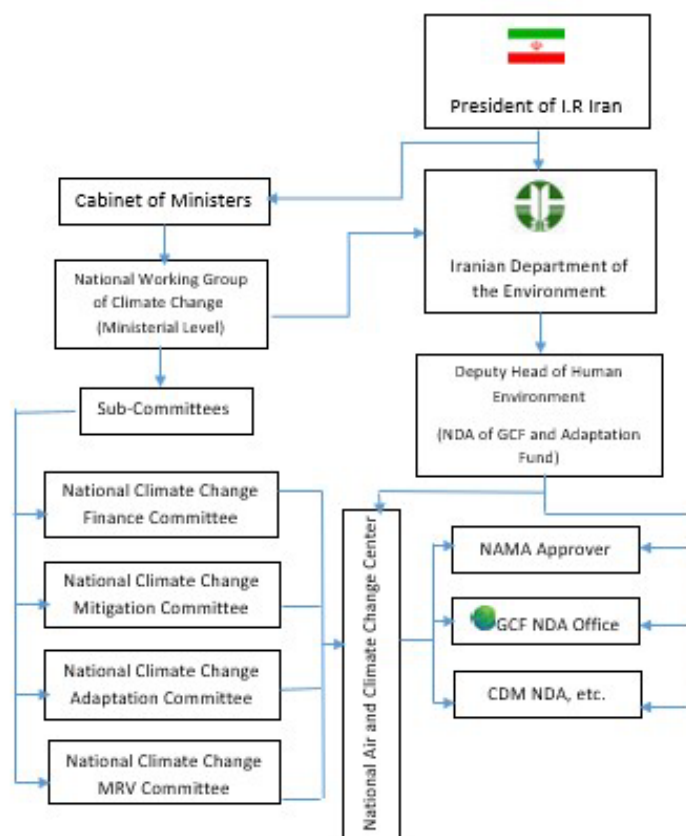 President of I.R Iran
Cabinet of Ministers
Iranian Department of
the Environment
National Working Group
of Climate Change
(Ministerial Level)
Deputy Head of Human
Environment
(NDA of GCF and Adaptation
Fund)
Sub-Committees
National Climate Change
Finance Committee
National Climate Change
Mitigation Committee
National Climate Change
Adaptation Committee
National Climate Change
MRV Committee
National Air and Climate Change Center
NAMA Approver
GCF NDA Office
CDM NDA, etc.